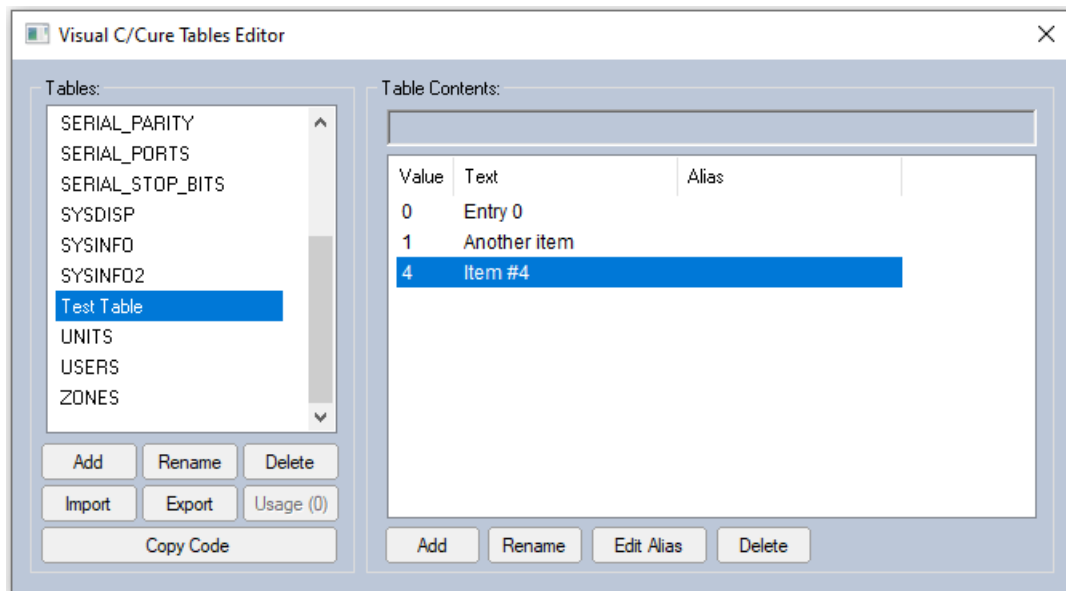 Visual C/Cure Tables Editor
Tables:
SERIAL_PARITY
SERIAL_PORTS
SERIAL_STOP_BITS
SYSDISP
SYSINFO
SYSINFO2
Test Table
UNITS
USERS
ZONES
Add Rename Delete
Import Export Usage (0)
Copy Code
Table Contents:
Value Text Alias
0 Entry 0
1 Another item
4 Item #4
Add Rename Edit Alias Delete